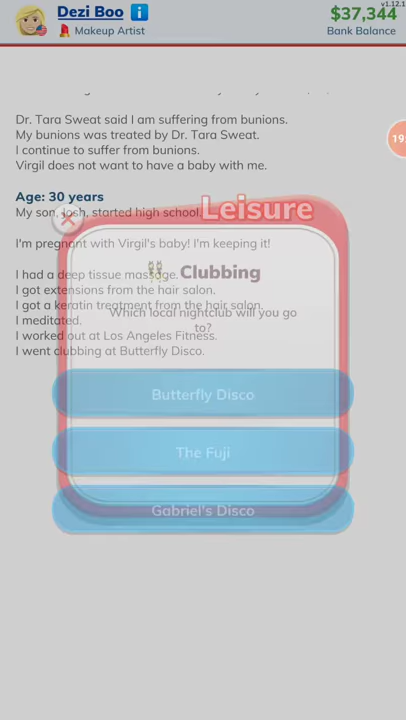 v1.12.1
Dezi Boo i
$37,344
Makeup Artist
Bank Balance
19
Dr. Tara Sweat said I am suffering from bunions.
My bunions was treated by Dr. Tara Sweat.
I continue to suffer from bunions.
Virgil does not want to have a baby with me.
Age: 30 years
My son, Josh, started high school.
Leisure
I'm pregnant with Virgil's baby! I'm keeping it!
I had a deep tissue massage.
Clubbing
I got extensions from the hair salon.
I got a keratin treatment from the hair salon.
Which local nightclub will you go
to?
I meditated.
I worked out at Los Angeles Fitness.
I went clubbing at Butterfly Disco.
Butterfly Disco
The Fuji
Gabriel's Disco